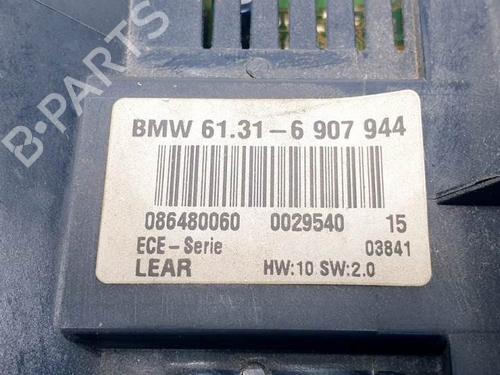 B-PARTS
BMW 61.31-6 907 944
086480060 0029540 15
ECE-Serie 03841
LEAR HW:10 SW:2.0